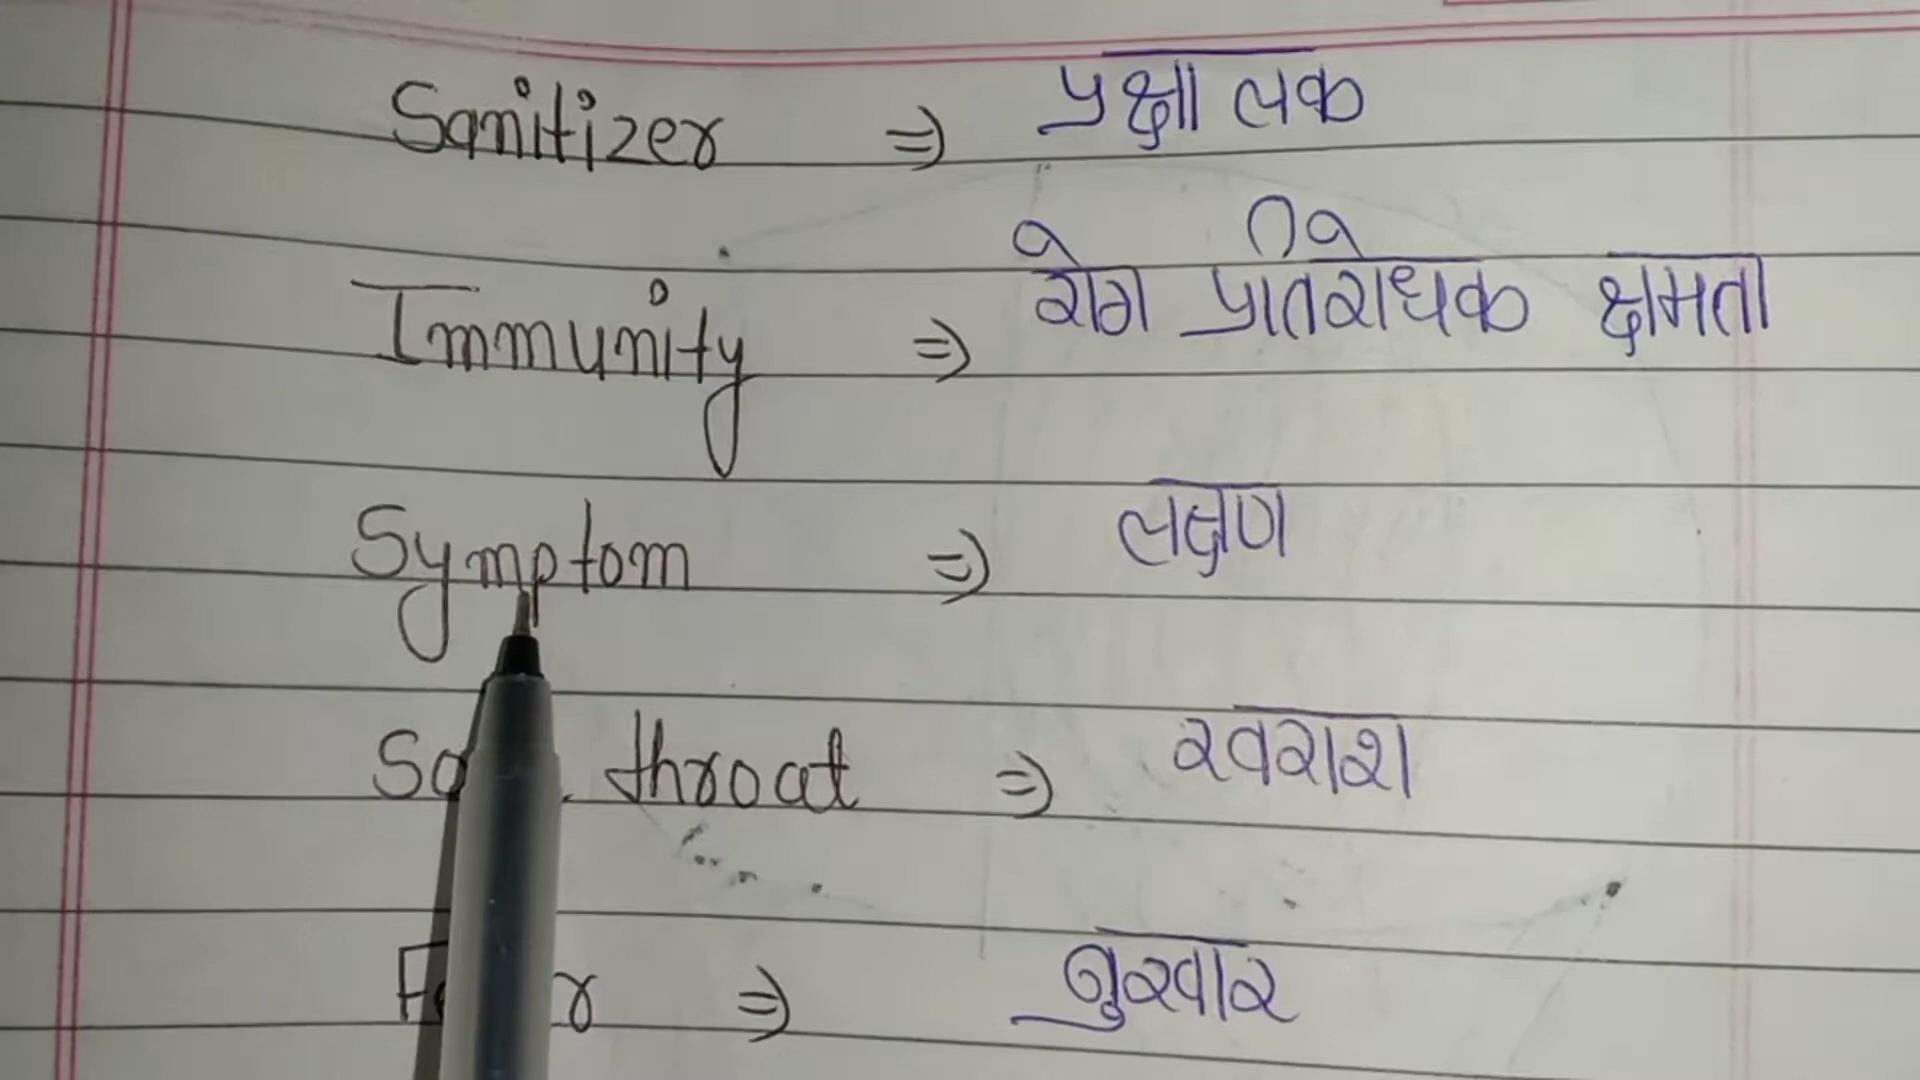 Sanitizer => प्रक्षालक
Immunity => रोग प्रतिरोधक क्षमता
Symptom => लक्षण
throat => खराश
=> बुखार